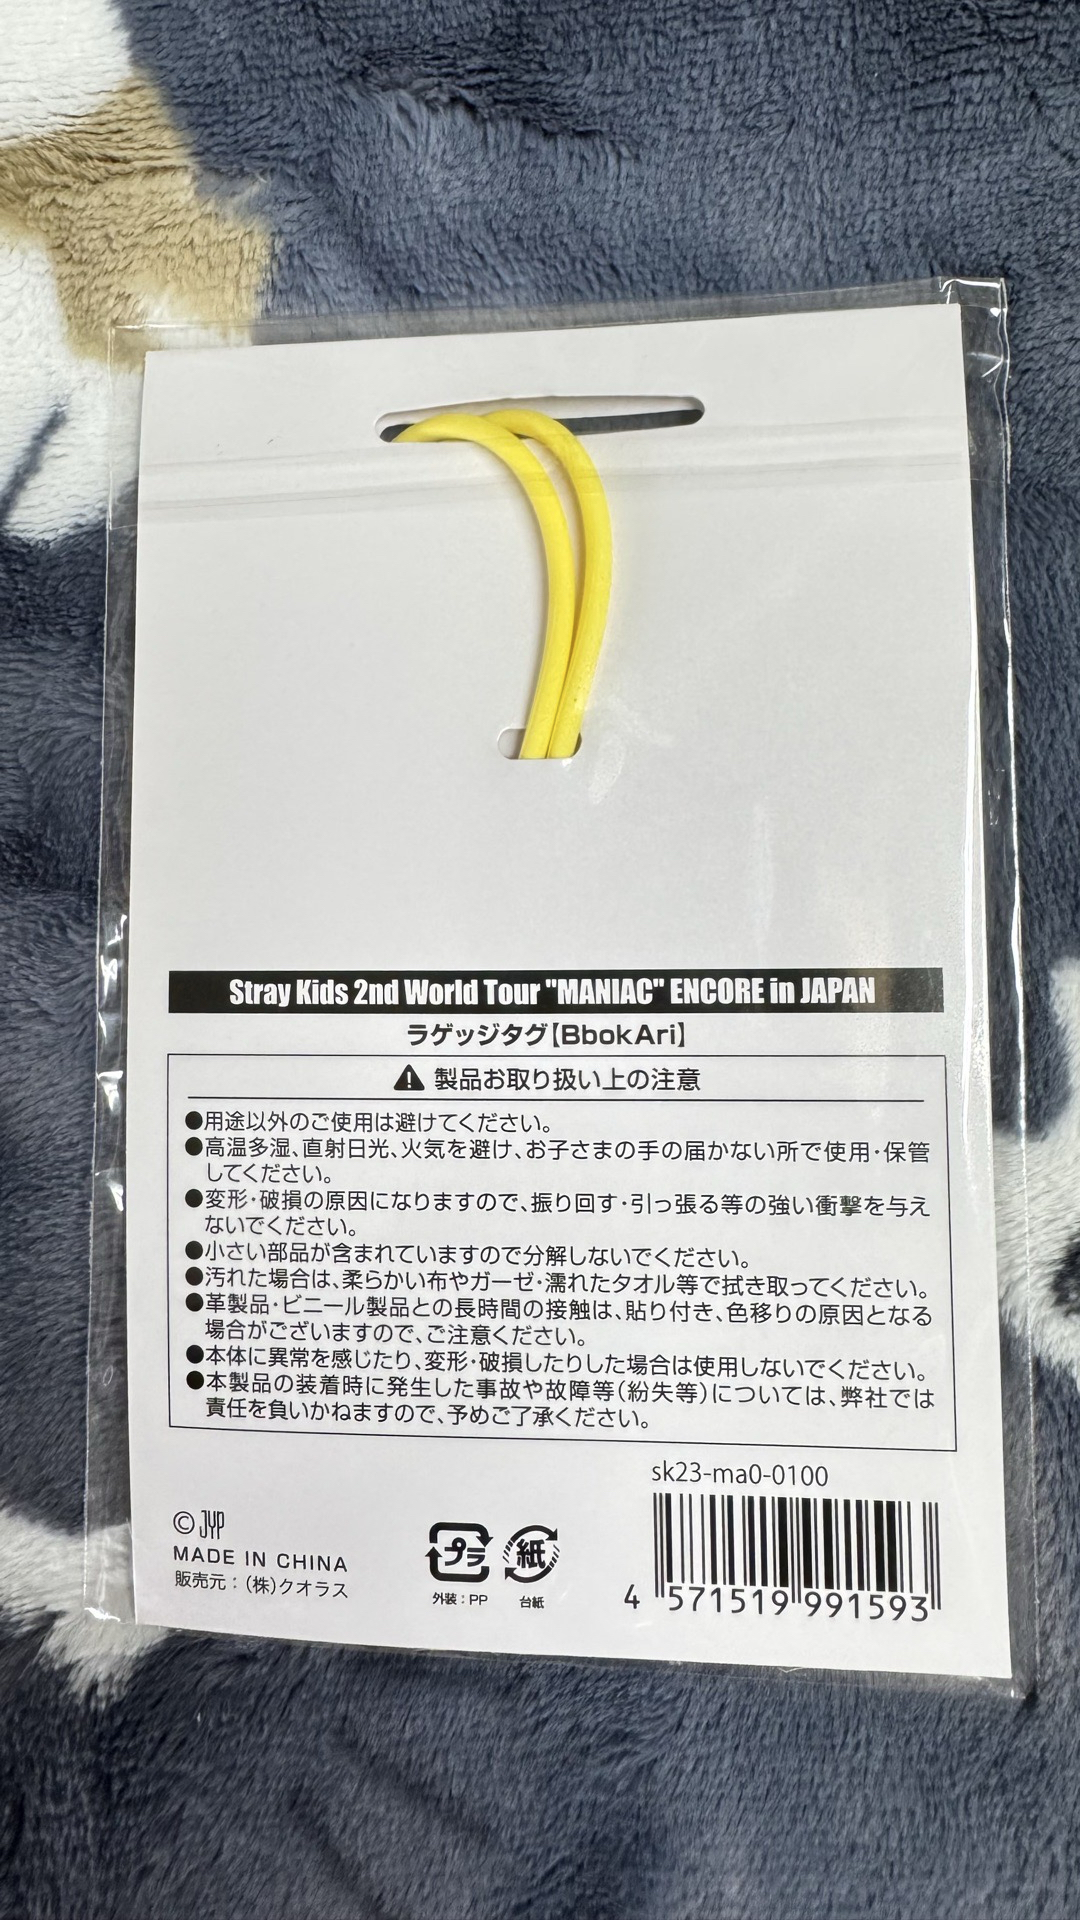 Stray Kids 2nd World Tour "MANIAC" ENCORE in JAPAN
ラゲッジタグ【BbokAri】
製品お取り扱い上の注意
●用途以外のご使用は避けてください。
●高温多湿、直射日光、火気を避け、お子さまの手の届かない所で使用・保管
してください。
●変形・破損の原因になりますので、振り回す・引っ張る等の強い衝撃を与え
ないでください。
●小さい部品が含まれていますので分解しないでください。
●汚れた場合は、柔らかい布やガーゼ・濡れたタオル等で拭き取ってください。
●革製品・ビニール製品との長時間の接触は、貼り付き、色移りの原因となる
場合がございますので、ご注意ください。
●本体に異常を感じたり、変形・破損したりした場合は使用しないでください。
●本製品の装着時に発生した事故や故障等(紛失等)については、弊社では
責任を負いかねますので、予めご了承ください。
sk23-ma0-0100
© JYP
MADE IN CHINA
販売元：(株)クオラス
プラ
外装：PP
紙
台紙
4 571519 991593